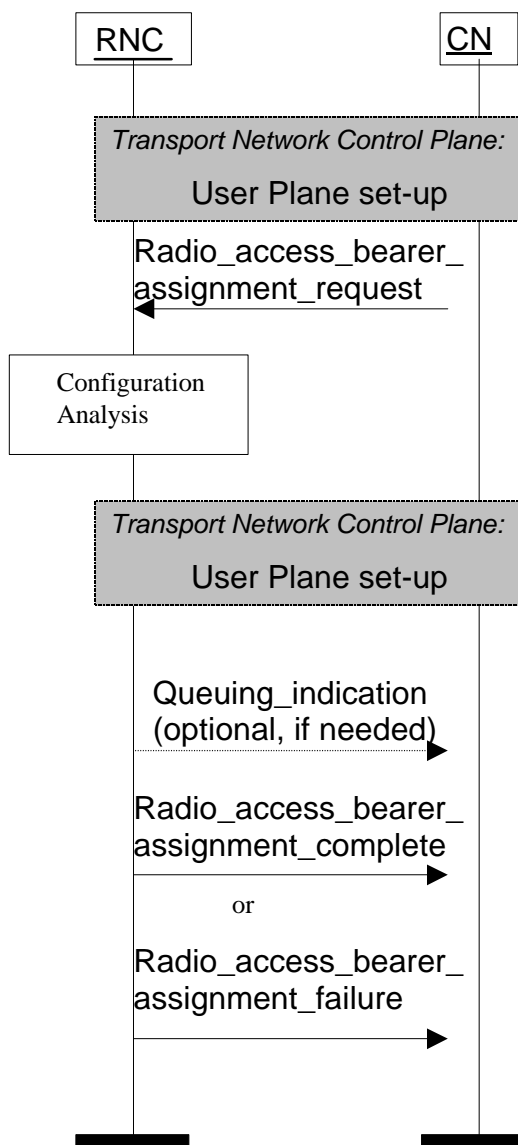 RNC
CN
Transport Network Control Plane:
User Plane set-up
Radio_access_bearer_
assignment_request
Configuration
Analysis
Transport Network Control Plane:
User Plane set-up
Queuing_indication
(optional, if needed)
Radio_access_bearer_
assignment_complete
or
Radio_access_bearer_
assignment_failure